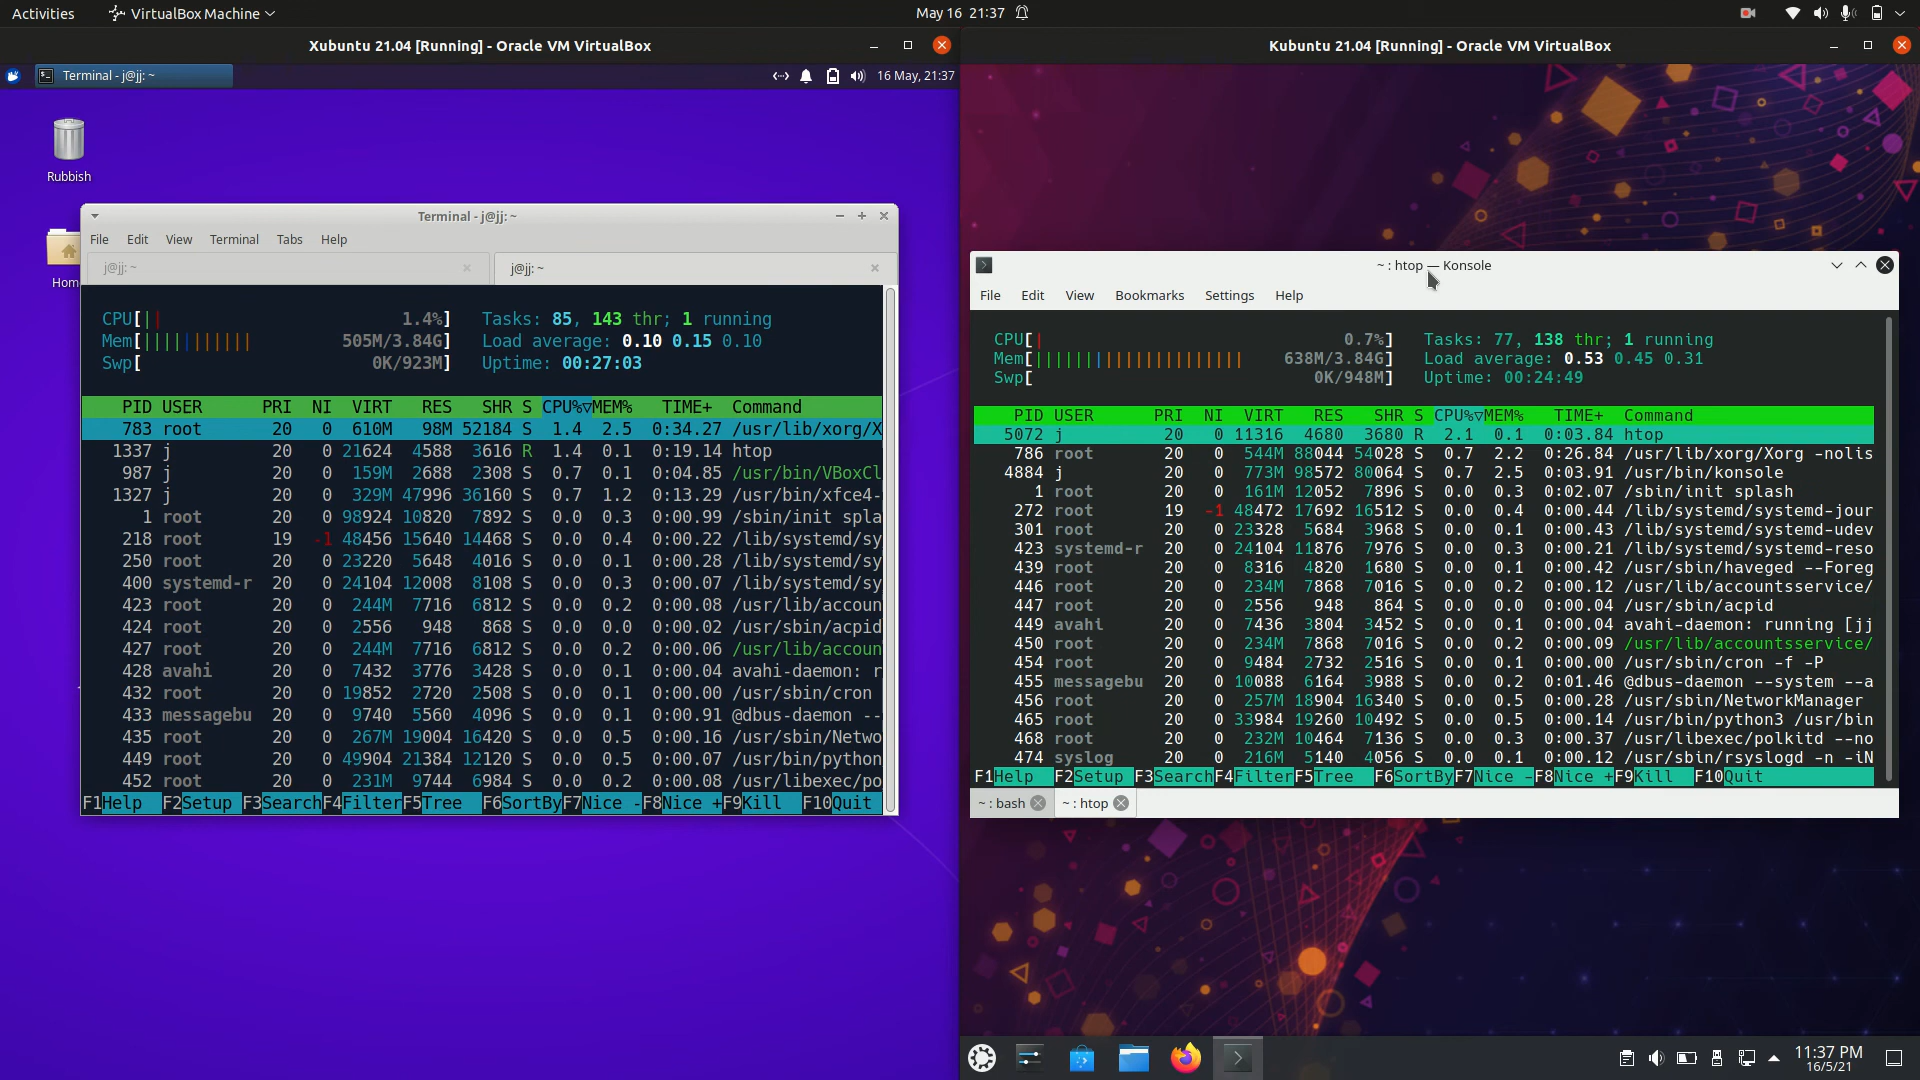 Activities VirtualBox Machine May 16 21:37
Xubuntu 21.04 [Running] - Oracle VM VirtualBox
Terminal - j@jj: ~ 16 May, 21:37
Rubbish
Hom
Terminal - j@jj: ~
File Edit View Terminal Tabs Help
j@jj: ~ j@jj: ~
CPU[|| 1.4%] Tasks: 85, 143 thr; 1 running
Mem[||||||||||| 505M/3.84G] Load average: 0.10 0.15 0.10
Swp[ 0K/923M] Uptime: 00:27:03
PID USER PRI NI VIRT RES SHR S CPU%▽MEM% TIME+ Command
783 root 20 0 610M 98M 52184 S 1.4 2.5 0:34.27 /usr/lib/xorg/X
1337 j 20 0 21624 4588 3616 R 1.4 0.1 0:19.14 htop
987 j 20 0 159M 2688 2308 S 0.7 0.1 0:04.85 /usr/bin/VBoxCl
1327 j 20 0 329M 47996 36160 S 0.7 1.2 0:13.29 /usr/bin/xfce4-
1 root 20 0 98924 10820 7892 S 0.0 0.3 0:00.99 /sbin/init spla
218 root 19 -1 48456 15640 14468 S 0.0 0.4 0:00.22 /lib/systemd/sy
250 root 20 0 23220 5648 4016 S 0.0 0.1 0:00.28 /lib/systemd/sy
400 systemd-r 20 0 24104 12008 8108 S 0.0 0.3 0:00.07 /lib/systemd/sy
423 root 20 0 244M 7716 6812 S 0.0 0.2 0:00.08 /usr/lib/accoun
424 root 20 0 2556 948 868 S 0.0 0.0 0:00.02 /usr/sbin/acpid
427 root 20 0 244M 7716 6812 S 0.0 0.2 0:00.06 /usr/lib/accoun
428 avahi 20 0 7432 3776 3428 S 0.0 0.1 0:00.04 avahi-daemon: r
432 root 20 0 19852 2720 2508 S 0.0 0.1 0:00.00 /usr/sbin/cron
433 messagebu 20 0 9740 5560 4096 S 0.0 0.1 0:00.91 @dbus-daemon --
435 root 20 0 267M 19004 16420 S 0.0 0.5 0:00.16 /usr/sbin/Netwo
449 root 20 0 49904 21384 12120 S 0.0 0.5 0:00.07 /usr/bin/python
452 root 20 0 231M 9744 6984 S 0.0 0.2 0:00.08 /usr/libexec/po
F1Help F2Setup F3SearchF4FilterF5Tree F6SortByF7Nice -F8Nice +F9Kill F10Quit
Kubuntu 21.04 [Running] - Oracle VM VirtualBox
~ : htop — Konsole
File Edit View Bookmarks Settings Help
CPU[| 0.7%] Tasks: 77, 138 thr; 1 running
Mem[||||||||||||||||||||| 638M/3.84G] Load average: 0.53 0.45 0.31
Swp[ 0K/948M] Uptime: 00:24:49
PID USER PRI NI VIRT RES SHR S CPU%▽MEM% TIME+ Command
5072 j 20 0 11316 4680 3680 R 2.1 0.1 0:03.84 htop
786 root 20 0 544M 88044 54028 S 0.7 2.2 0:26.84 /usr/lib/xorg/Xorg -nolis
4884 j 20 0 773M 98572 80064 S 0.7 2.5 0:03.91 /usr/bin/konsole
1 root 20 0 161M 12052 7896 S 0.0 0.3 0:02.07 /sbin/init splash
272 root 19 -1 48472 17692 16512 S 0.0 0.4 0:00.44 /lib/systemd/systemd-jour
301 root 20 0 23328 5684 3968 S 0.0 0.1 0:00.43 /lib/systemd/systemd-udev
423 systemd-r 20 0 24104 11876 7976 S 0.0 0.3 0:00.21 /lib/systemd/systemd-reso
439 root 20 0 8316 4820 1680 S 0.0 0.1 0:00.42 /usr/sbin/haveged --Foreg
446 root 20 0 234M 7868 7016 S 0.0 0.2 0:00.12 /usr/lib/accountsservice/
447 root 20 0 2556 948 864 S 0.0 0.0 0:00.04 /usr/sbin/acpid
449 avahi 20 0 7436 3804 3452 S 0.0 0.1 0:00.04 avahi-daemon: running [jj
450 root 20 0 234M 7868 7016 S 0.0 0.2 0:00.09 /usr/lib/accountsservice/
454 root 20 0 9484 2732 2516 S 0.0 0.1 0:00.00 /usr/sbin/cron -f -P
455 messagebu 20 0 10088 6164 3988 S 0.0 0.2 0:01.46 @dbus-daemon --system --a
456 root 20 0 257M 18904 16340 S 0.0 0.5 0:00.28 /usr/sbin/NetworkManager
465 root 20 0 33984 19260 10492 S 0.0 0.5 0:00.14 /usr/bin/python3 /usr/bin
468 root 20 0 232M 10464 7136 S 0.0 0.3 0:00.37 /usr/libexec/polkitd --no
474 syslog 20 0 216M 5140 4056 S 0.0 0.1 0:00.12 /usr/sbin/rsyslogd -n -iN
F1Help F2Setup F3SearchF4FilterF5Tree F6SortByF7Nice -F8Nice +F9Kill F10Quit
~ : bash ~ : htop
11:37 PM
16/5/21